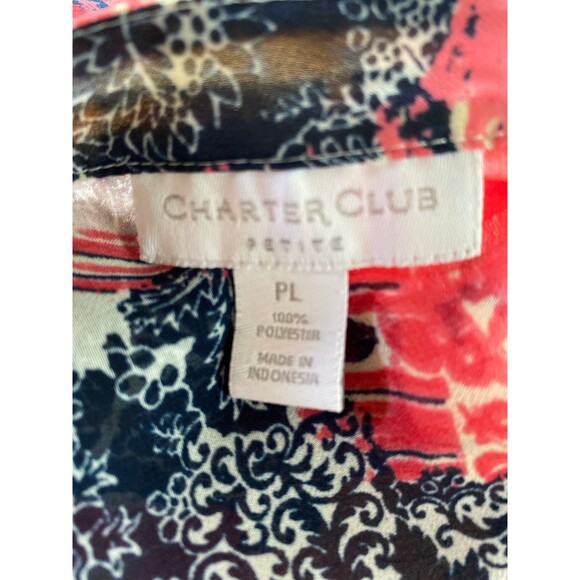 CHARTER CLUB
PETITE
PL
100%
POLYESTER
MADE IN
INDONESIA